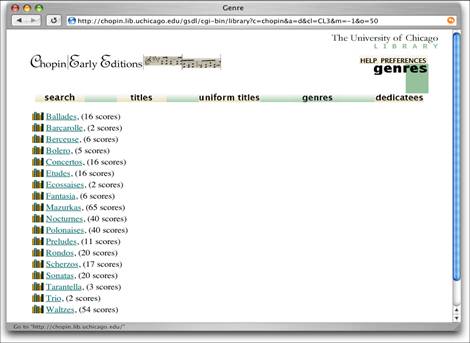 Genre
http://chopin.lib.uchicago.edu/gsdl/cgi-bin/library?c=chopin&a=d&cl=CL3&m=-1&o=50
The University of Chicago
LIBRARY
Chopin Early Editions
HELP PREFERENCES
genres
search titles uniform titles genres dedicatees
Ballades, (16 scores)
Barcarolle, (2 scores)
Berceuse, (6 scores)
Bolero, (5 scores)
Concertos, (16 scores)
Etudes, (16 scores)
Ecossaises, (2 scores)
Fantasia, (6 scores)
Mazurkas, (65 scores)
Nocturnes, (40 scores)
Polonaises, (40 scores)
Preludes, (11 scores)
Rondos, (20 scores)
Scherzos, (17 scores)
Sonatas, (20 scores)
Tarantella, (3 scores)
Trio, (2 scores)
Waltzes, (54 scores)
Go to "http://chopin.lib.uchicago.edu/"